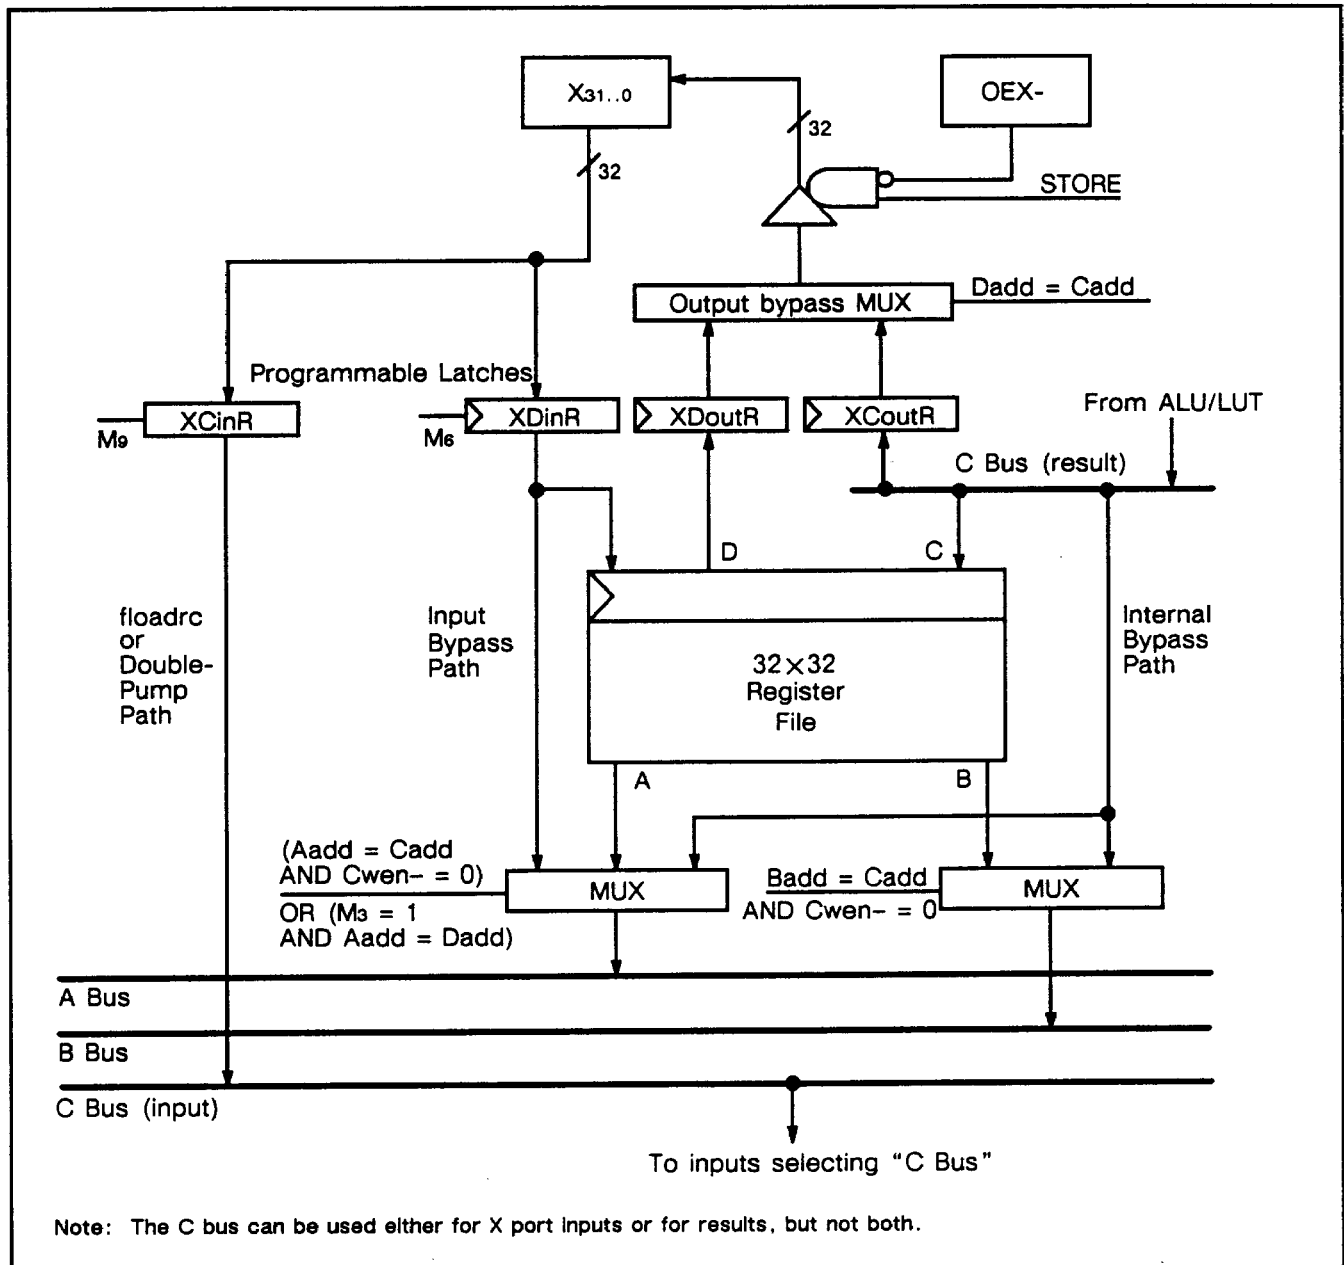 X31..0
OEX-
32
32
STORE
Output bypass MUX
Dadd = Cadd
Programmable Latches
XCinR
XDinR
XDoutR
XCoutR
From ALU/LUT
M9
M6
C Bus (result)
D
C
floadrc
or
Double-
Pump
Path
Input
Bypass
Path
32×32
Register
File
Internal
Bypass
Path
A
B
(Aadd = Cadd
AND Cwen- = 0)
OR (M3 = 1
AND Aadd = Dadd)
MUX
Badd = Cadd
AND Cwen- = 0
MUX
A Bus
B Bus
C Bus (input)
To inputs selecting “C Bus”
Note: The C bus can be used either for X port inputs or for results, but not both.